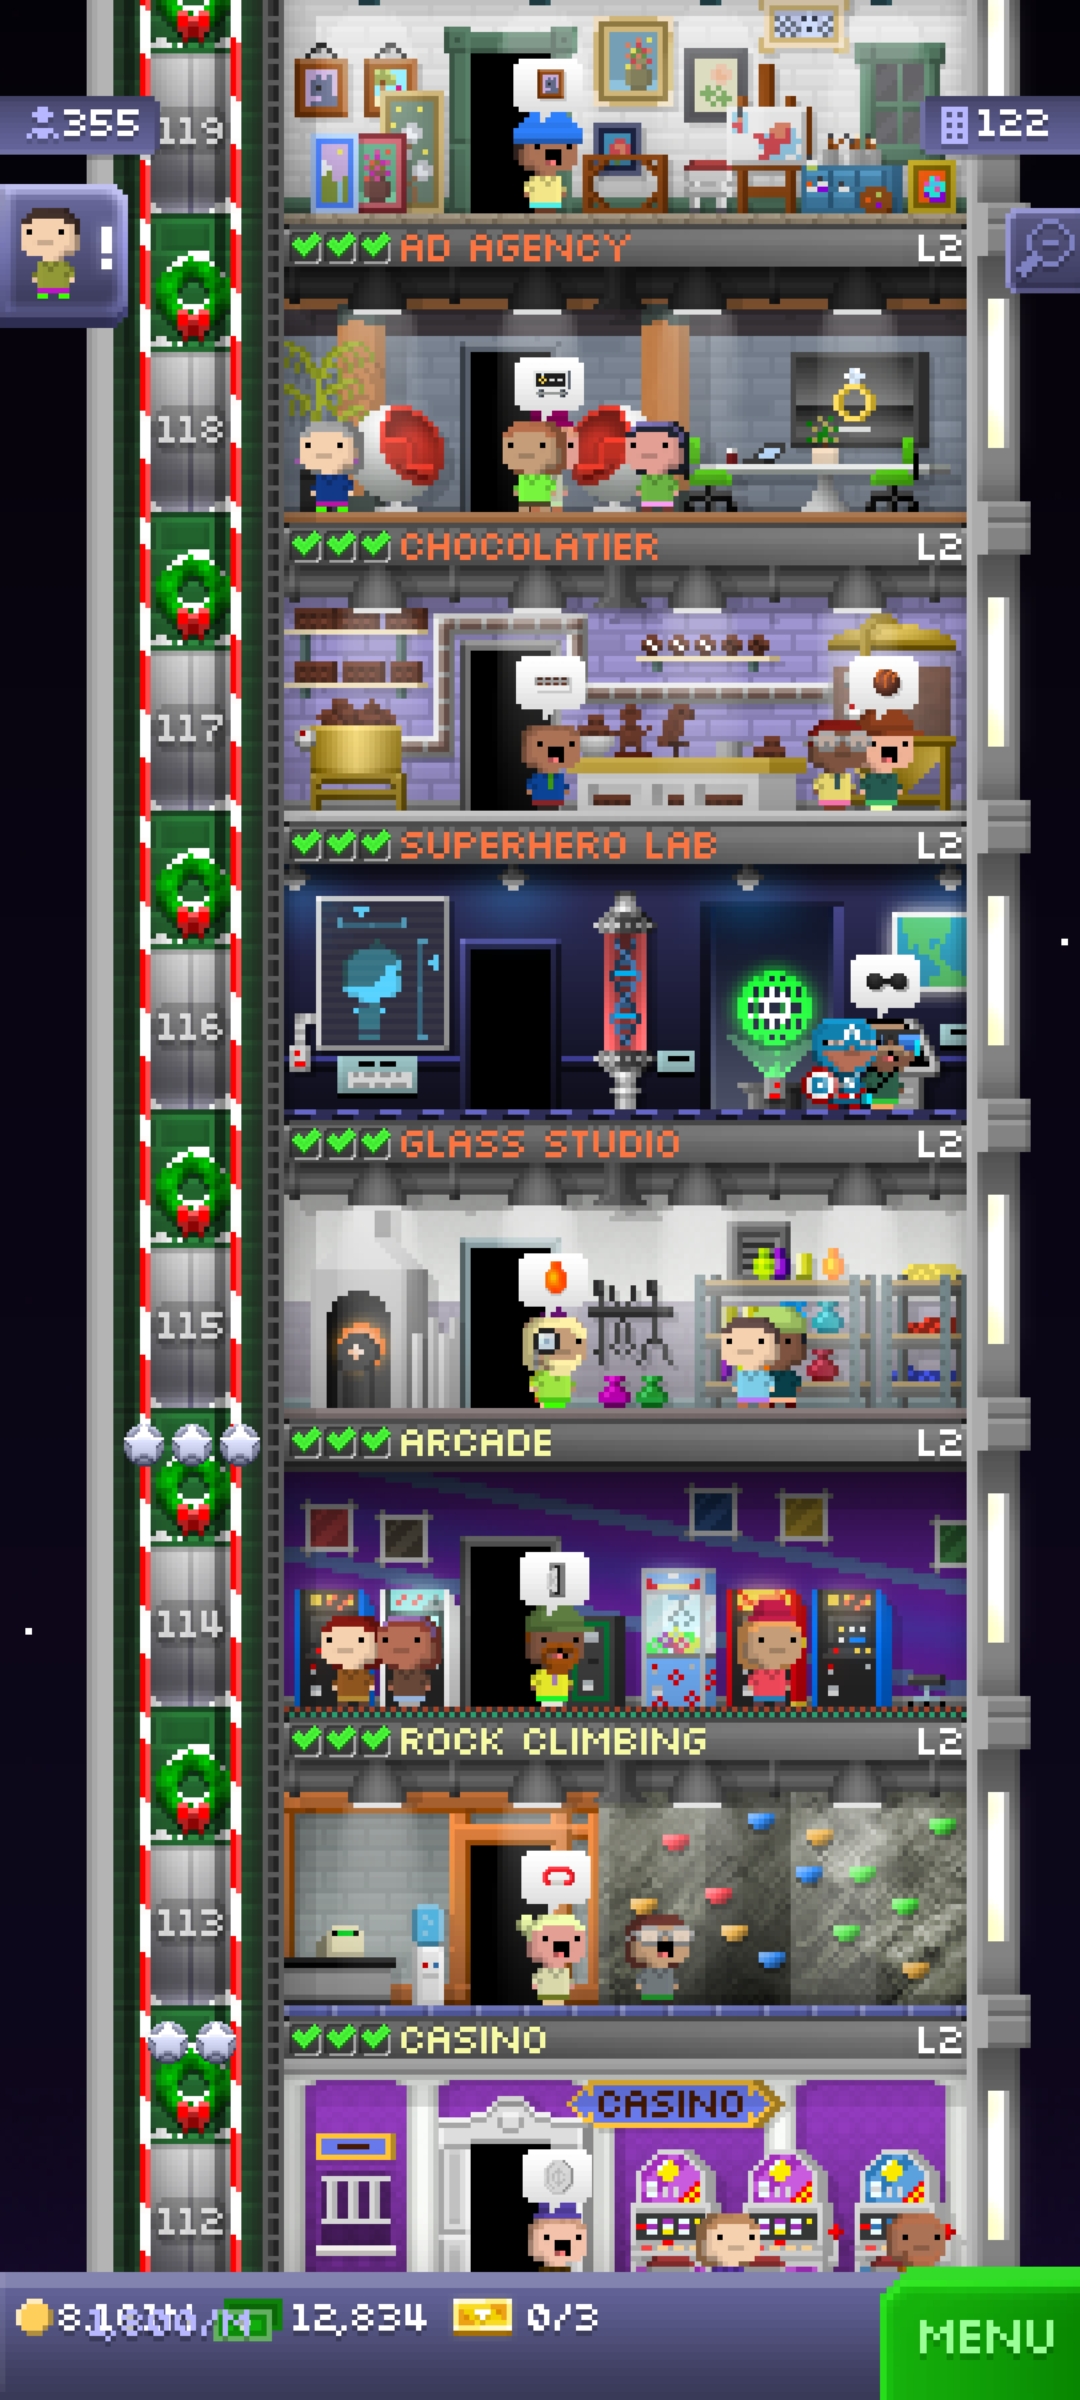 119
355
122
AD AGENCY L2
118
CHOCOLATIER L2
117
SUPERHERO LAB L2
116
GLASS STUDIO L2
115
ARCADE L2
114
ROCK CLIMBING L2
113
CASINO L2
CASINO
112
12,834
0/3
MENU